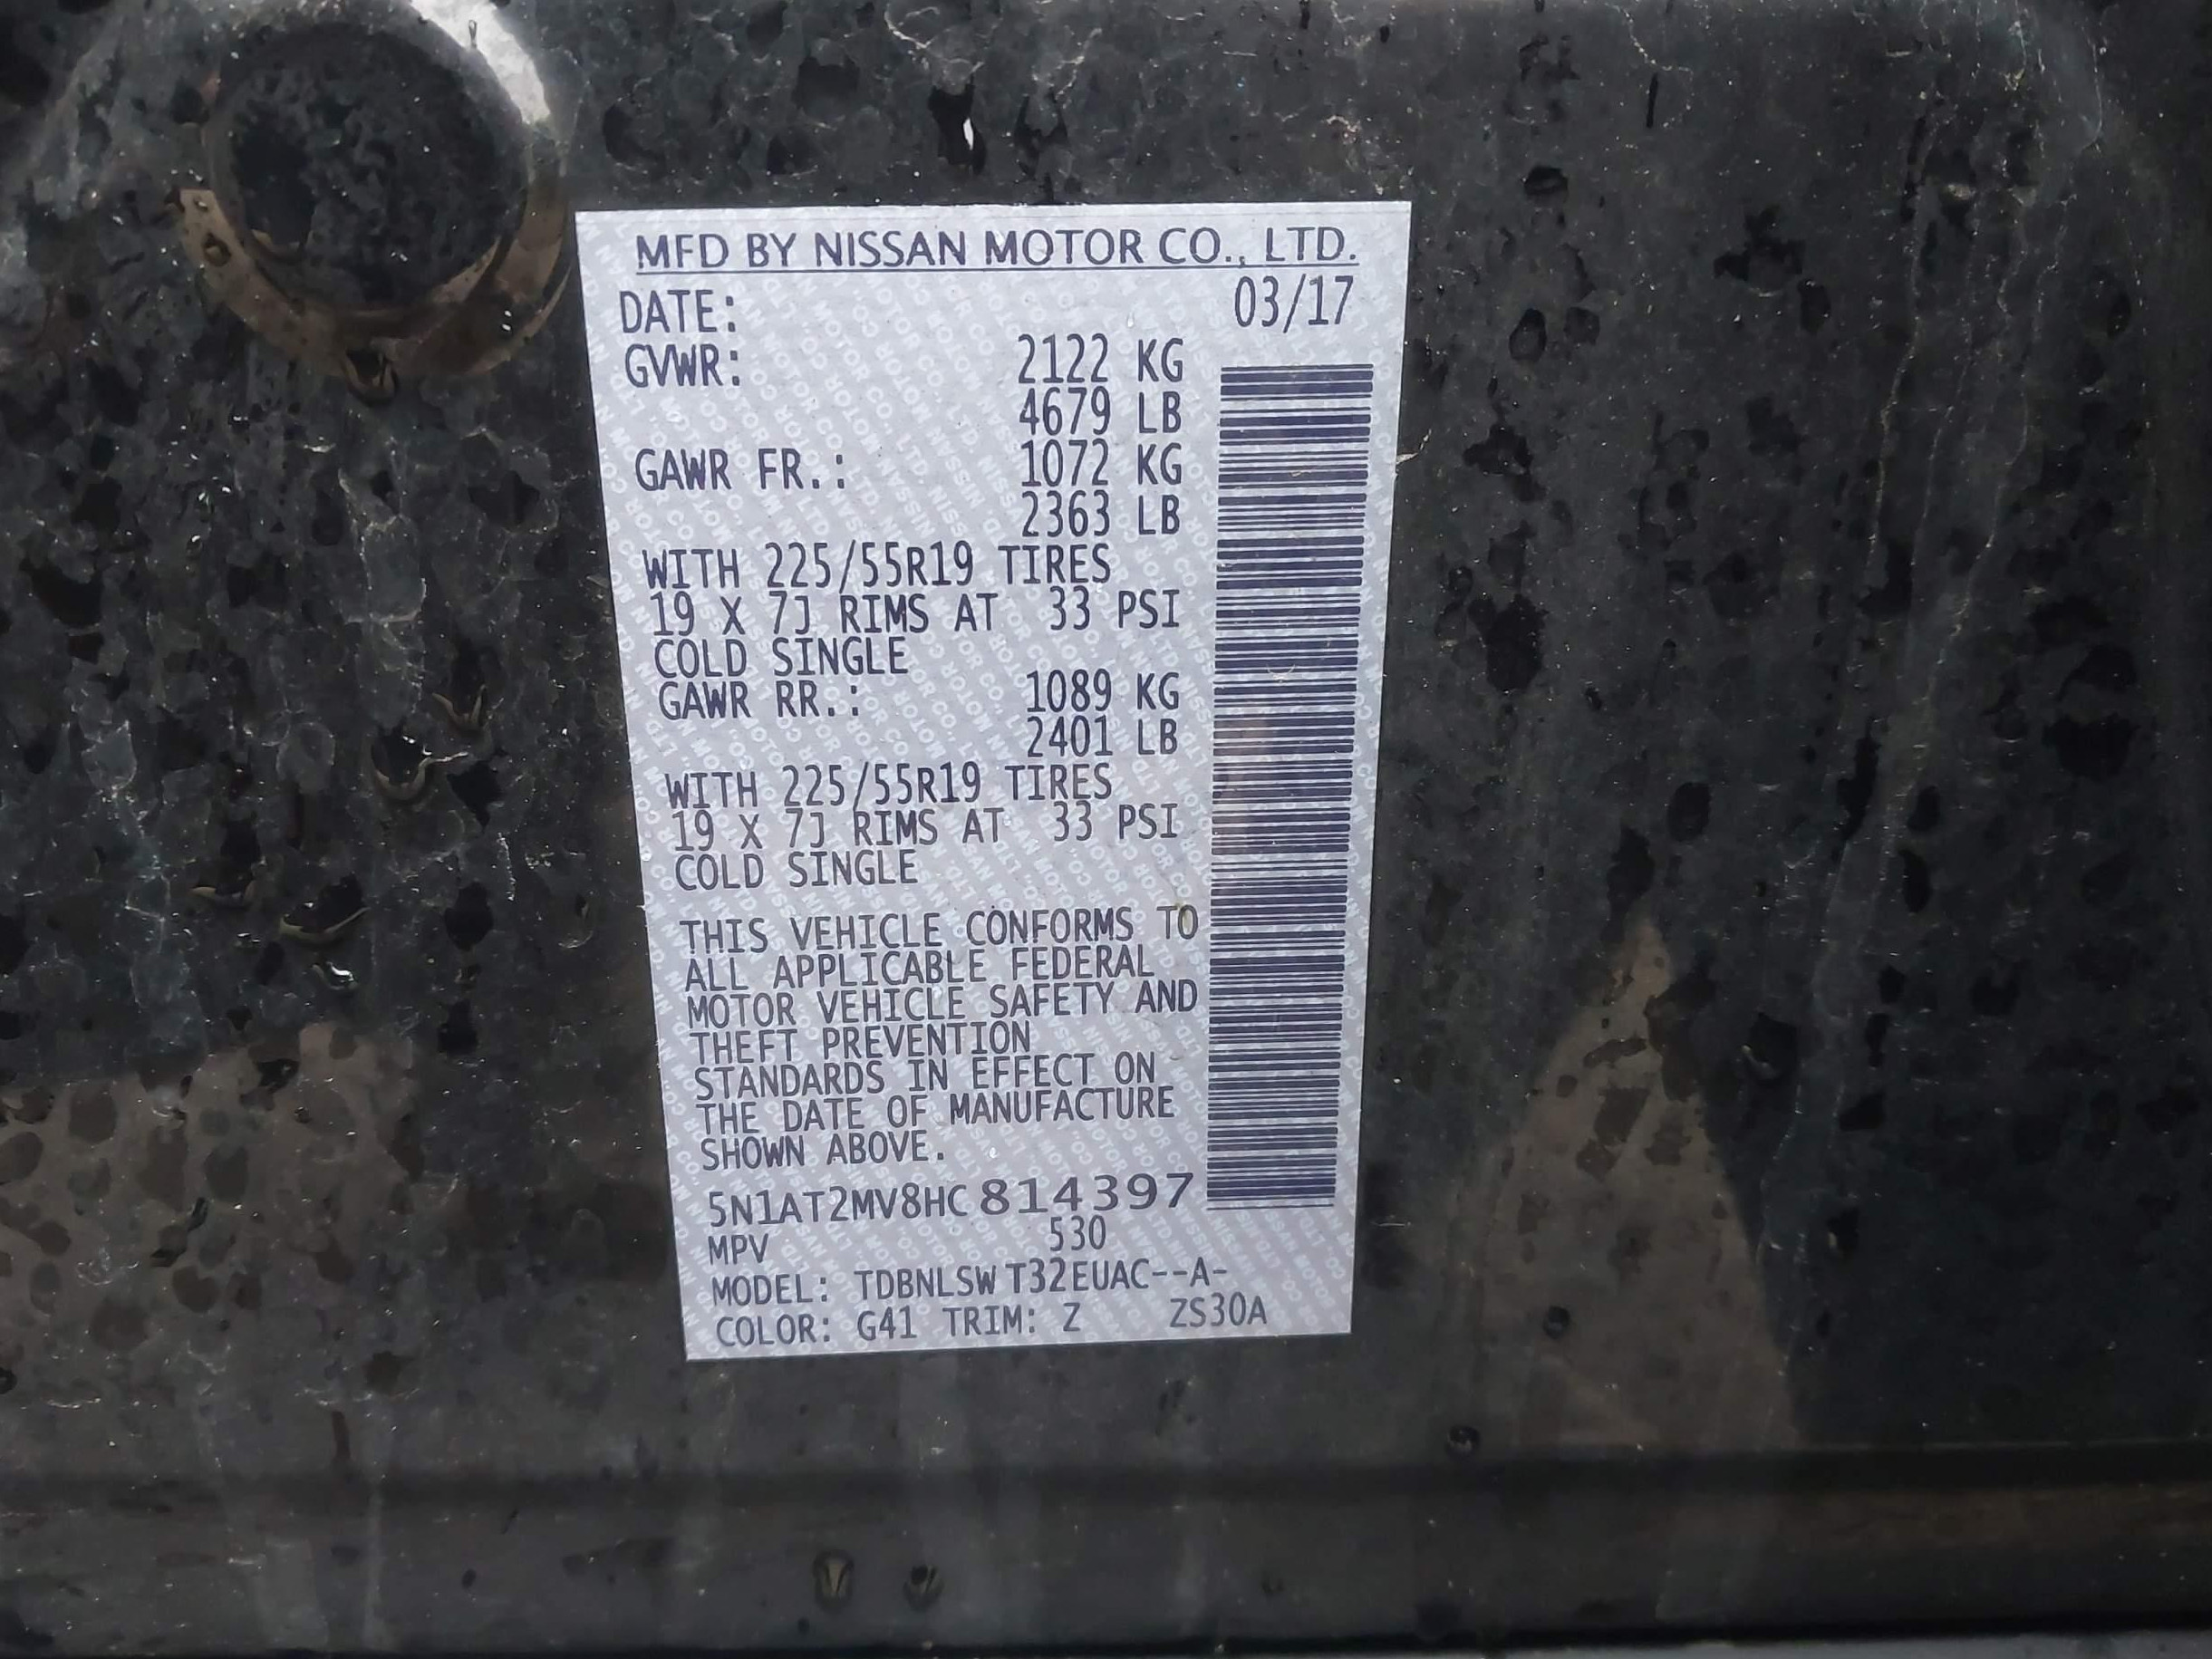 MFD BY NISSAN MOTOR CO., LTD.
DATE: 03/17
GVWR: 2122 KG
4679 LB
GAWR FR.: 1072 KG
2363 LB
WITH 225/55R19 TIRES
19 X 7J RIMS AT 33 PSI
COLD SINGLE
GAWR RR.: 1089 KG
2401 LB
WITH 225/55R19 TIRES
19 X 7J RIMS AT 33 PSI
COLD SINGLE
THIS VEHICLE CONFORMS TO
ALL APPLICABLE FEDERAL
MOTOR VEHICLE SAFETY AND
THEFT PREVENTION
STANDARDS IN EFFECT ON
THE DATE OF MANUFACTURE
SHOWN ABOVE.
5N1AT2MV8HC814397
MPV 530
MODEL: TDBNLSW T32EUAC--A-
COLOR: G41 TRIM: Z ZS30A